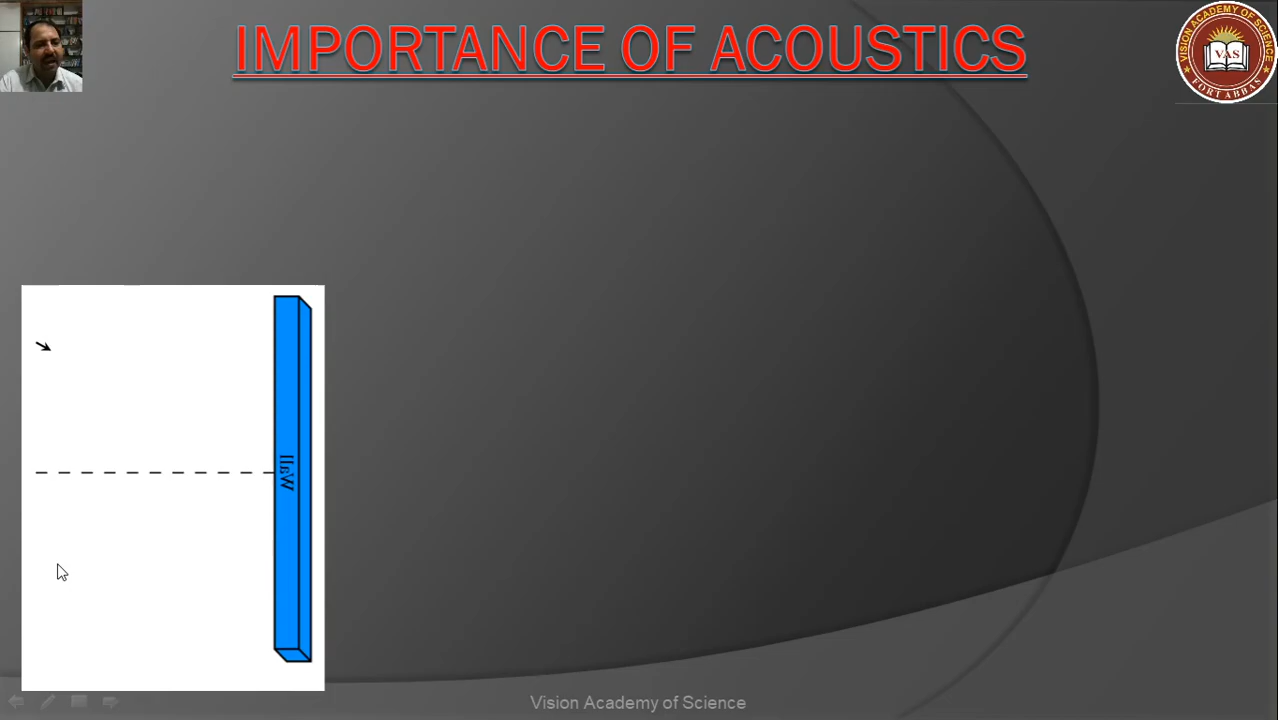 IMPORTANCE OF ACOUSTICS
VISION ACADEMY OF SCIENCE
VAS
FORT ABBAS
Wall
Vision Academy of Science